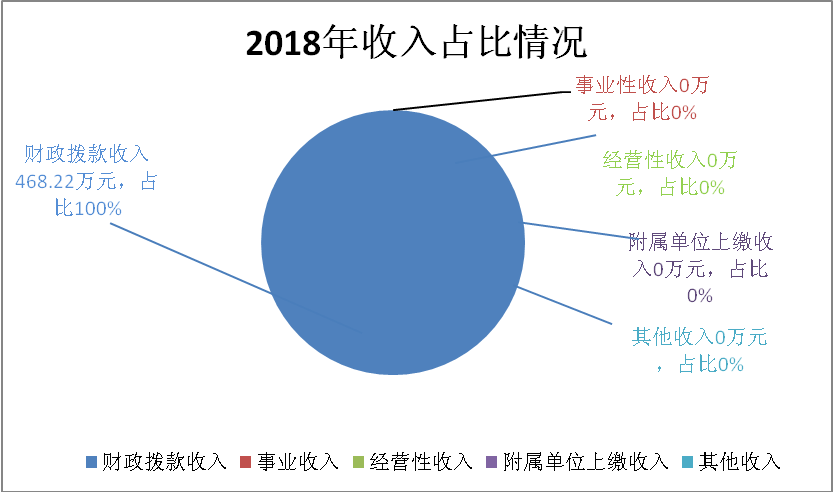 2018年收入占比情况
事业性收入0万
元，占比0%
财政拨款收入
468.22万元，占
比100%
经营性收入0万
元，占比0%
附属单位上缴收
入0万元，占比
0%
其他收入0万元
，占比0%
财政拨款收入 事业收入 经营性收入 附属单位上缴收入 其他收入